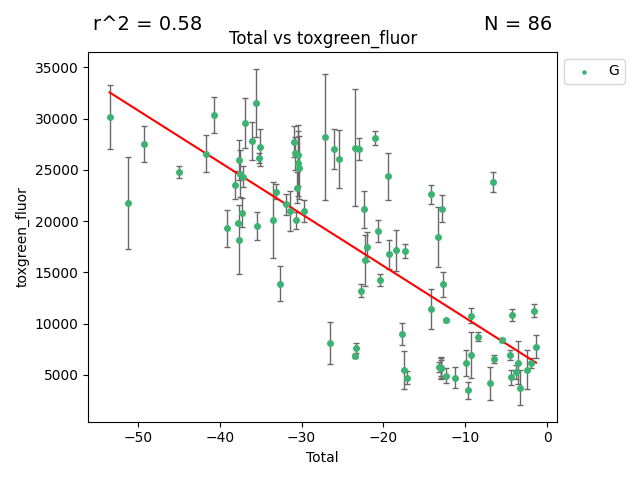 r^2 = 0.58
N = 86
Total vs toxgreen_fluor
G
35000
30000
25000
20000
15000
10000
5000
toxgreen_fluor
−50
−40
−30
−20
−10
0
Total